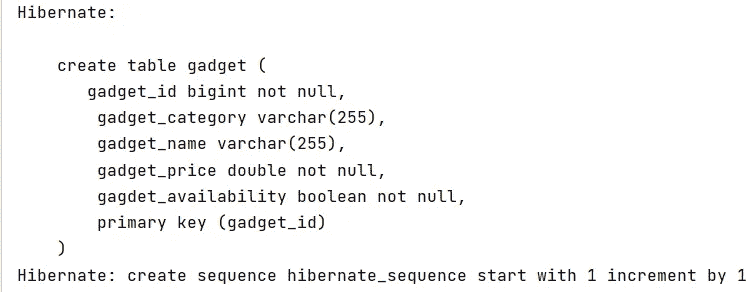 Hibernate:
create table gadget (
gadget_id bigint not null,
gadget_category varchar(255),
gadget_name varchar(255),
gadget_price double not null,
gagdet_availability boolean not null,
primary key (gadget_id)
)
Hibernate: create sequence hibernate_sequence start with 1 increment by 1